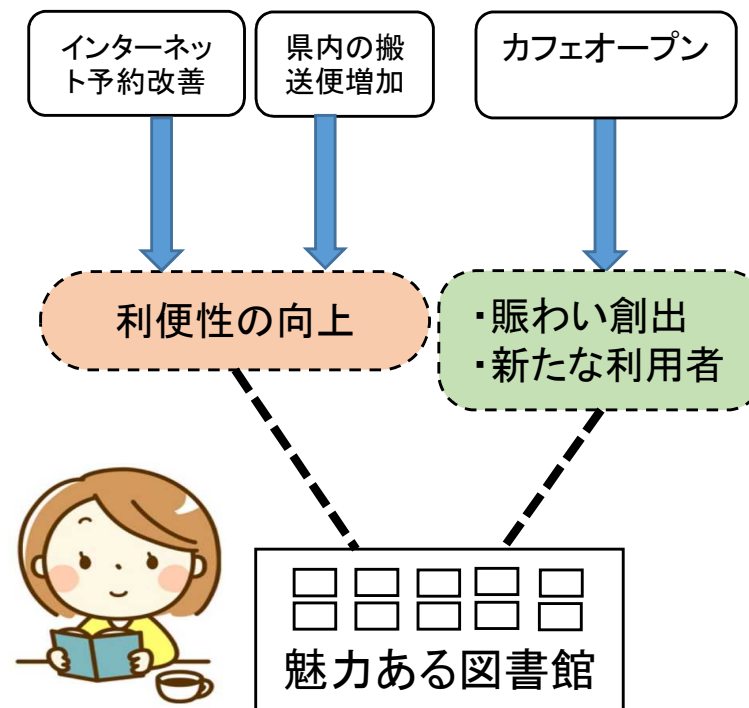 インターネッ
ト予約改善
県内の搬
送便増加
カフェオープン
利便性の向上
・賑わい創出
・新たな利用者
魅力ある図書館